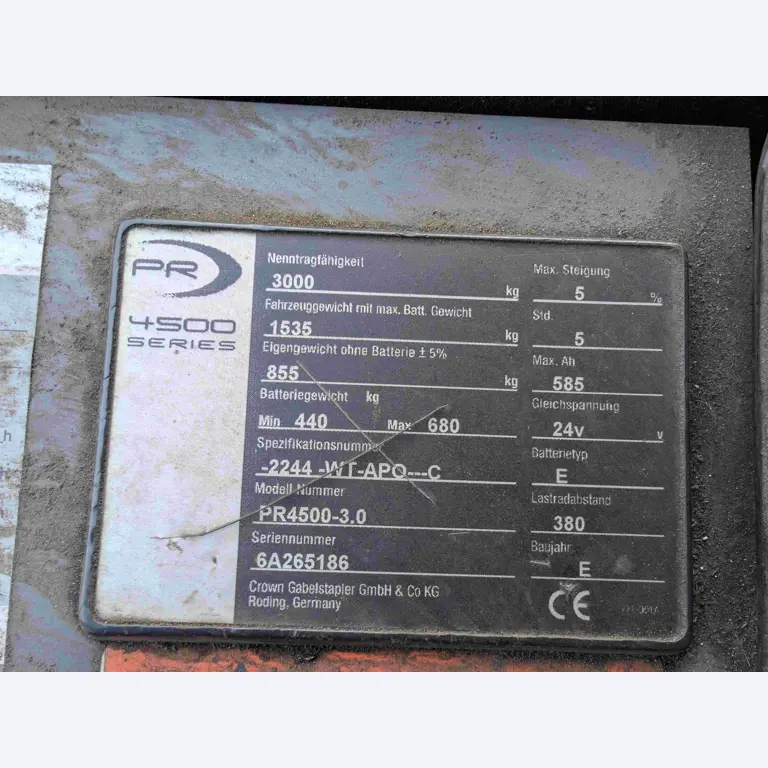 PR
4500
SERIES
Nenntragfähigkeit
3000 kg
Fahrzeuggewicht mit max. Batt. Gewicht
1535 kg
Eigengewicht ohne Batterie ± 5%
855 kg
Batteriegewicht kg
Min 440 Max 680
Spezifikationsnummer
-2244 -WT-APO---C
Modell Nummer
PR4500-3.0
Seriennummer
6A265186
Crown Gabelstapler GmbH & Co KG
Roding, Germany
Max. Steigung
5 %
Std.
5
Max. Ah
585
Gleichspannung
24v v
Batterietyp
E
Lastradabstand
380
Baujahr
E
CE